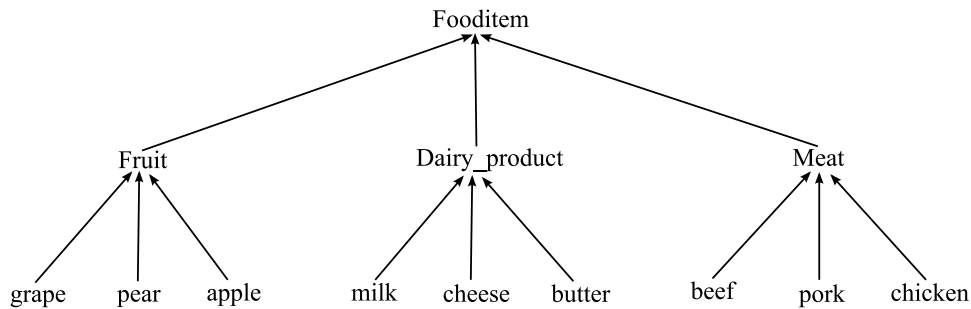 Fooditem
Fruit Dairy_product Meat
grape pear apple milk cheese butter beef pork chicken